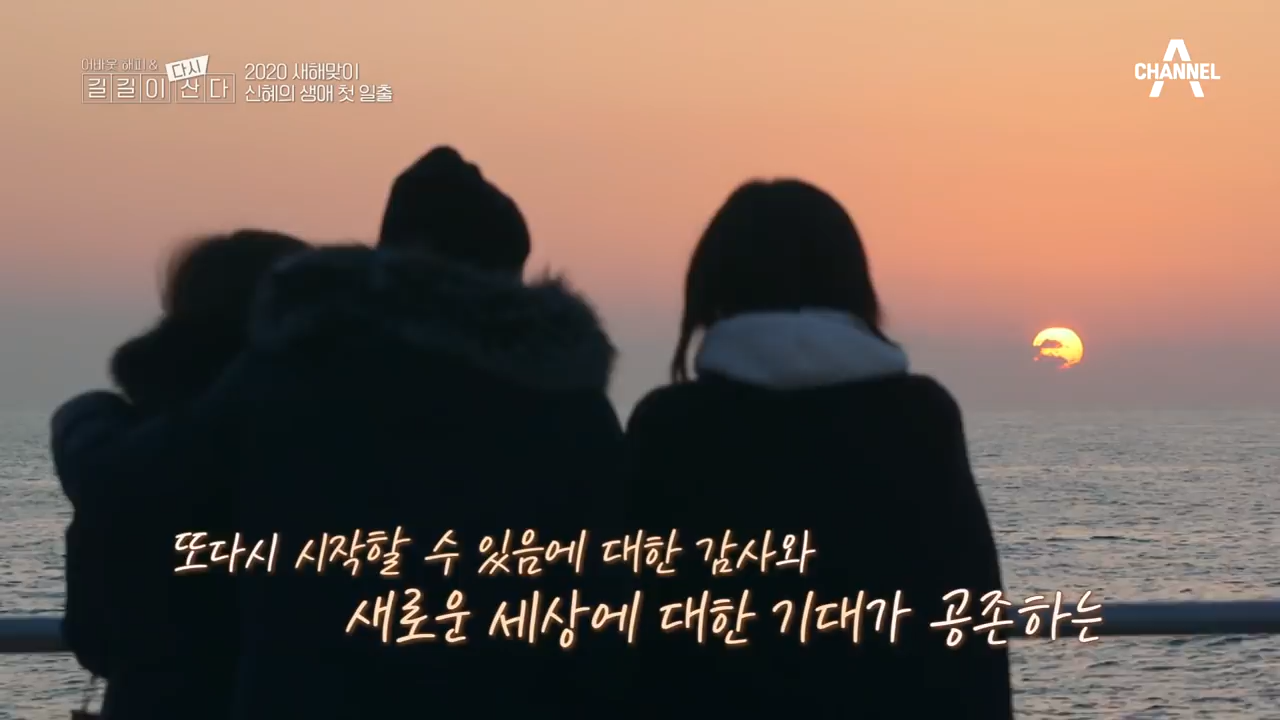 어바웃 해피 &
길길이 다시 산다
2020 새해맞이
신혜의 생애 첫 일출
CHANNEL A
또다시 시작할 수 있음에 대한 감사와
새로운 세상에 대한 기대가 공존하는